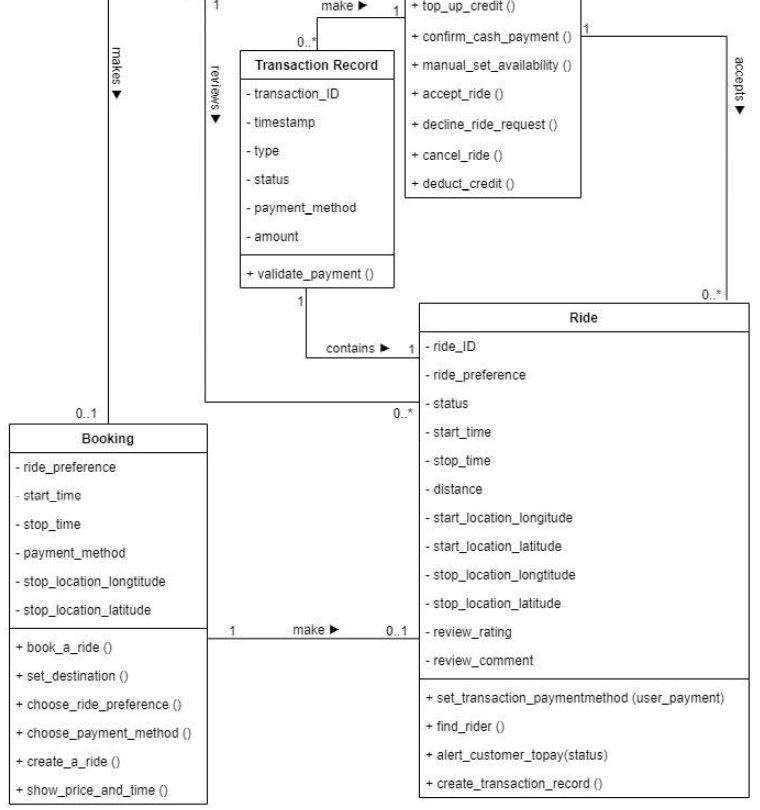 1
make ▶
1
+ top_up_credit ()
+ confirm_cash_payment ()
+ manual_set_availability ()
+ accept_ride ()
+ decline_ride_request ()
+ cancel_ride ()
+ deduct_credit ()
1
accepts ▶
0..*
makes ▶
reviews ▶
0..*
Transaction Record
- transaction_ID
- timestamp
- type
- status
- payment_method
- amount
+ validate_payment ()
1
contains ▶
1
0..*
Ride
- ride_ID
- ride_preference
- status
- start_time
- stop_time
- distance
- start_location_longitude
- start_location_latitude
- stop_location_longtitude
- stop_location_latitude
- review_rating
- review_comment
+ set_transaction_paymentmethod (user_payment)
+ find_rider ()
+ alert_customer_topay(status)
+ create_transaction_record ()
0..1
Booking
- ride_preference
- start_time
- stop_time
- payment_method
- stop_location_longtitude
- stop_location_latitude
+ book_a_ride ()
+ set_destination ()
+ choose_ride_preference ()
+ choose_payment_method ()
+ create_a_ride ()
+ show_price_and_time ()
1
make ▶
0..1